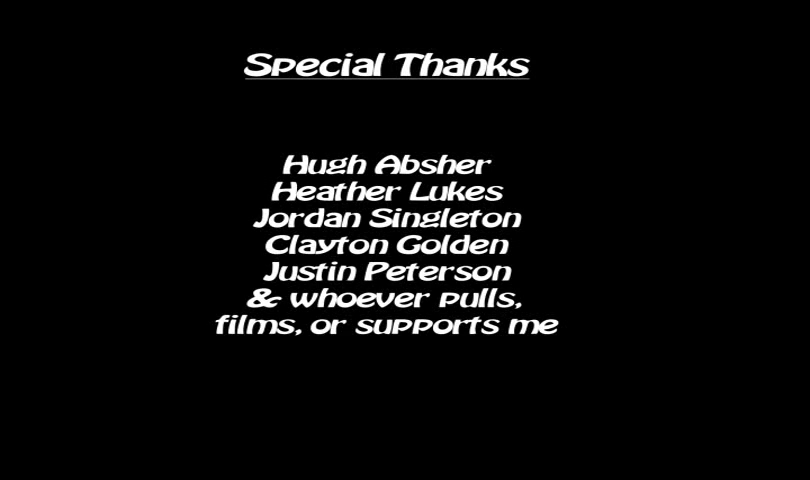 Special Thanks
Hugh Absher
Heather Lukes
Jordan Singleton
Clayton Golden
Justin Peterson
& whoever pulls,
films, or supports me